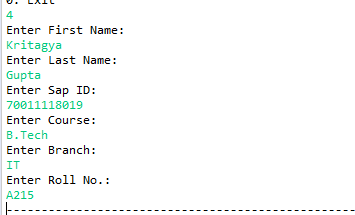 0. Exit
4
Enter First Name:
Kritagya
Enter Last Name:
Gupta
Enter Sap ID:
70011118019
Enter Course:
B.Tech
Enter Branch:
IT
Enter Roll No.:
A215
--------------------------------------------------